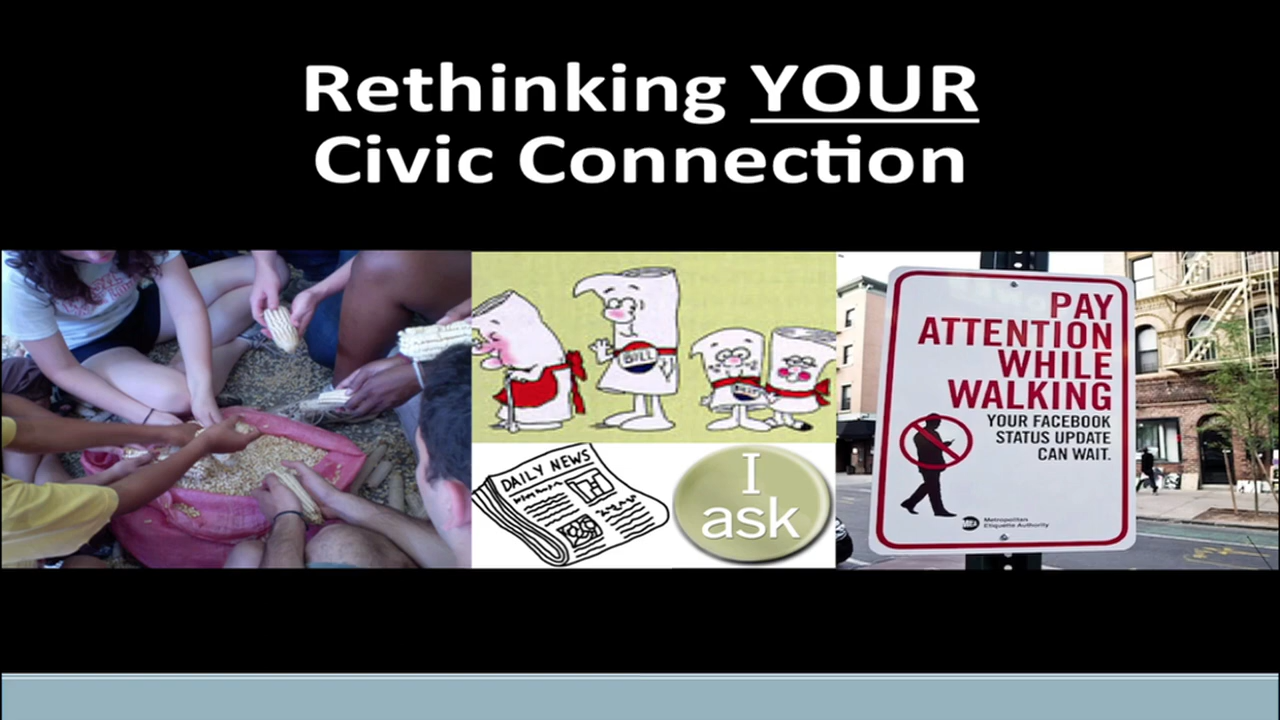 Rethinking YOUR
Civic Connection
BILL
DAILY NEWS
I
ask
PAY
ATTENTION
WHILE
WALKING
YOUR FACEBOOK
STATUS UPDATE
CAN WAIT.
Metropolitan
Etiquette Authority